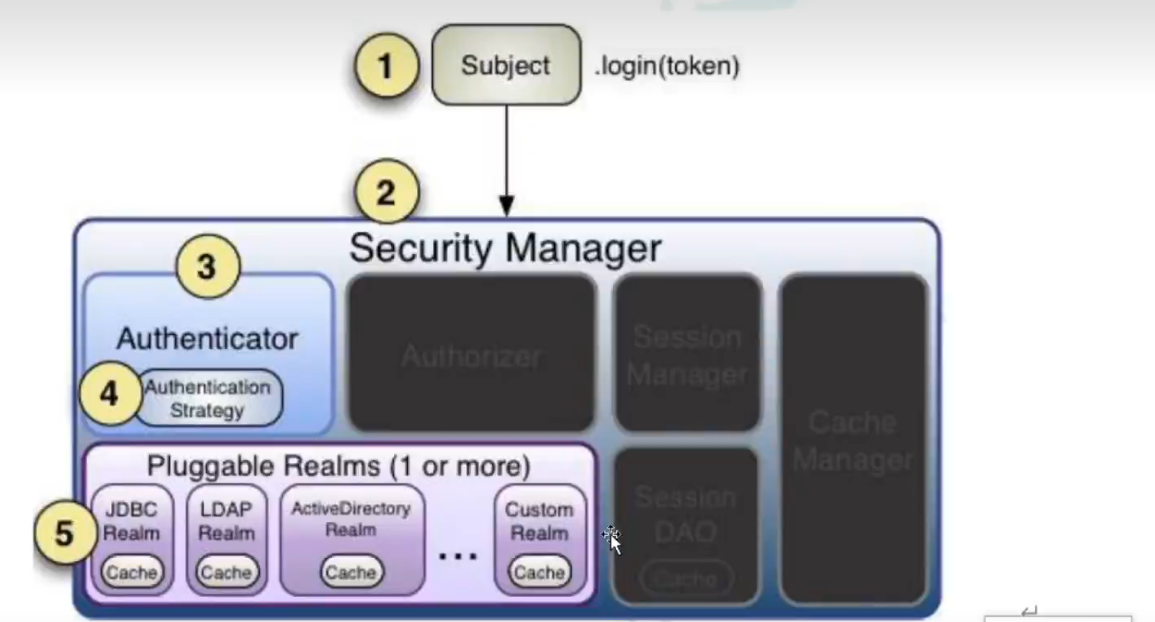 1
Subject
.login(token)
2
Security Manager
3
Authenticator
4
Authentication
Strategy
Authorizer
Session
Manager
Cache
Manager
Pluggable Realms (1 or more)
5
JDBC
Realm
Cache
LDAP
Realm
Cache
ActiveDirectory
Realm
Cache
...
Custom
Realm
Cache
Session
DAO
Cache